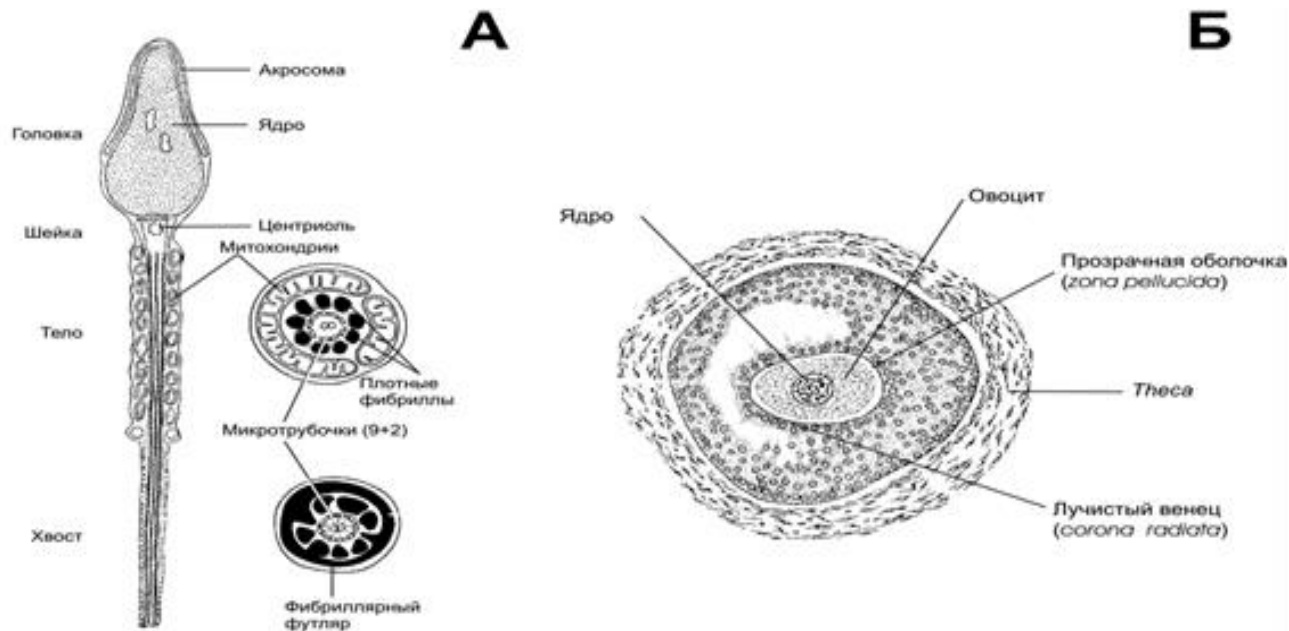 А
Акросома
Ядро
Головка
Шейка
Центриоль
Митохондрии
Тело
Плотные
фибриллы
Микротрубочки (9+2)
Хвост
Фибриллярный
футляр
Б
Ядро
Овоцит
Прозрачная оболочка
(zona pellucida)
Theca
Лучистый венец
(corona radiata)